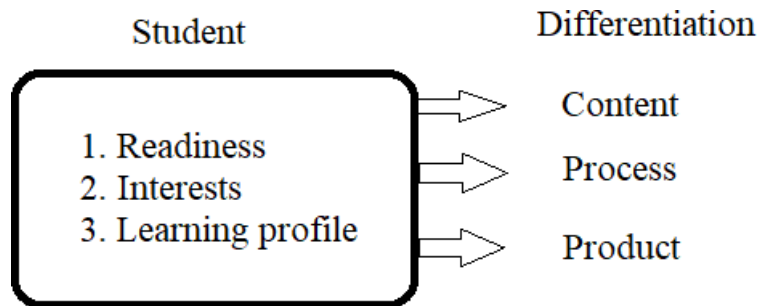 Student
Differentiation
1. Readiness
2. Interests
3. Learning profile
Content
Process
Product